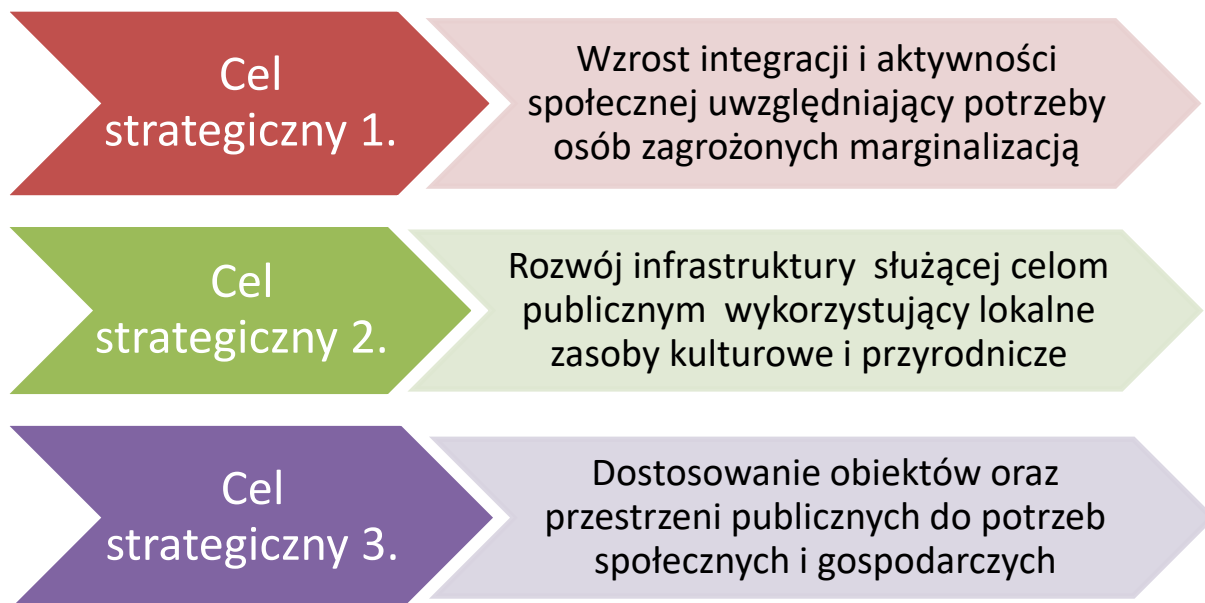 Cel
strategiczny 1.
Wzrost integracji i aktywności
społecznej uwzględniający potrzeby
osób zagrożonych marginalizacją
Cel
strategiczny 2.
Rozwój infrastruktury  służącej celom
publicznym  wykorzystujący lokalne
zasoby kulturowe i przyrodnicze
Cel
strategiczny 3.
Dostosowanie obiektów oraz
przestrzeni publicznych do potrzeb
społecznych i gospodarczych